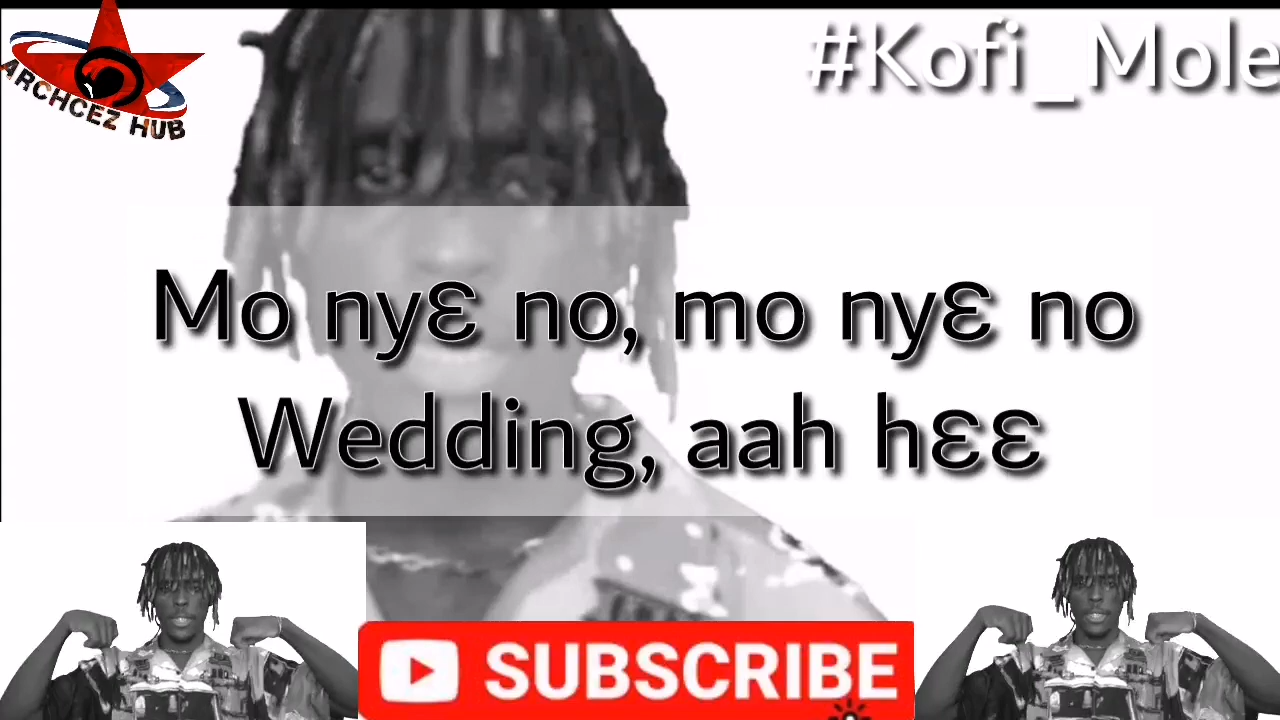 ARCHCEZ HUB
#Kofi_Mole
Mo nyɛ no, mo nyɛ no
Wedding, aah hɛɛ
SUBSCRIBE